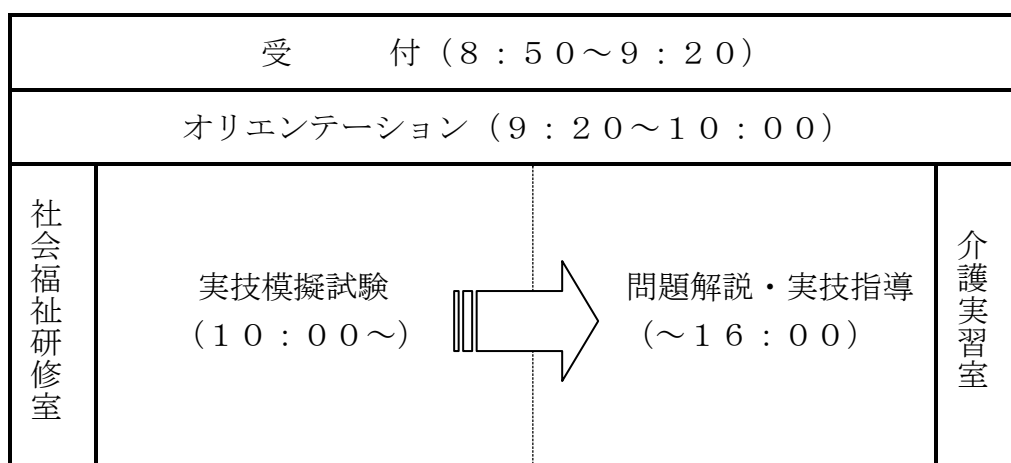 受　　　付（８：５０～９：２０）
オリエンテーション（９：２０～１０：００）
社会福祉研修室
実技模擬試験
（１０：００～）
問題解説・実技指導
（～１６：００）
介護実習室